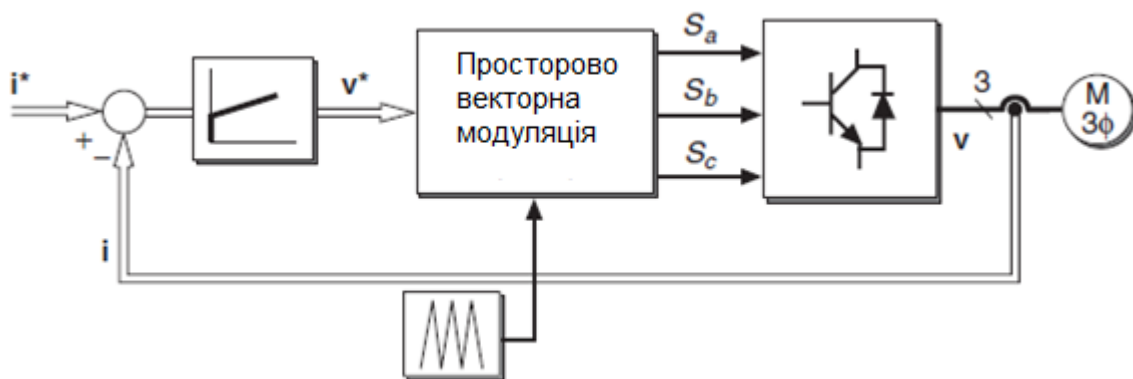 i*
+
−
v*
Просторово
векторна
модуляція
Sa
Sb
Sc
3
v
M
3ϕ
i